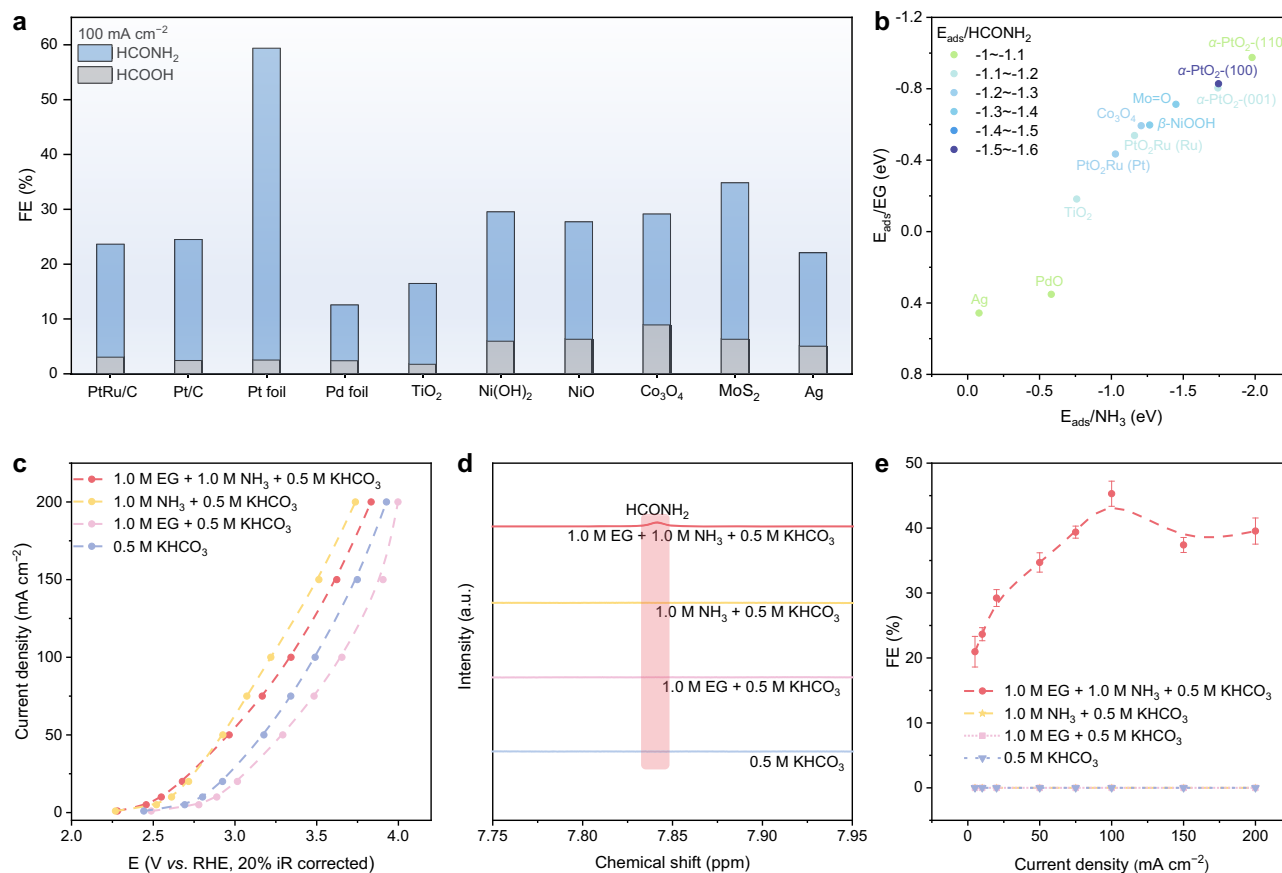 a
100 mA cm⁻²
HCONH₂
HCOOH
FE (%)
60
50
40
30
20
10
0
PtRu/C
Pt/C
Pt foil
Pd foil
TiO₂
Ni(OH)₂
NiO
Co₃O₄
MoS₂
Ag
b
E_ads/HCONH₂
-1~-1.1
-1.1~-1.2
-1.2~-1.3
-1.3~-1.4
-1.4~-1.5
-1.5~-1.6
α-PtO₂-(110)
α-PtO₂-(100)
α-PtO₂-(001)
Mo=O
Co₃O₄
β-NiOOH
PtO₂Ru (Ru)
PtO₂Ru (Pt)
TiO₂
PdO
Ag
E_ads/EG (eV)
-1.2
-0.8
-0.4
0.0
0.4
0.8
0.0
-0.5
-1.0
-1.5
-2.0
E_ads/NH₃ (eV)
c
1.0 M EG + 1.0 M NH₃ + 0.5 M KHCO₃
1.0 M NH₃ + 0.5 M KHCO₃
1.0 M EG + 0.5 M KHCO₃
0.5 M KHCO₃
Current density (mA cm⁻²)
200
150
100
50
0
2.0
2.5
3.0
3.5
4.0
E (V vs. RHE, 20% iR corrected)
d
HCONH₂
1.0 M EG + 1.0 M NH₃ + 0.5 M KHCO₃
1.0 M NH₃ + 0.5 M KHCO₃
1.0 M EG + 0.5 M KHCO₃
0.5 M KHCO₃
Intensity (a.u.)
7.75
7.80
7.85
7.90
7.95
Chemical shift (ppm)
e
FE (%)
50
40
30
20
10
0
1.0 M EG + 1.0 M NH₃ + 0.5 M KHCO₃
1.0 M NH₃ + 0.5 M KHCO₃
1.0 M EG + 0.5 M KHCO₃
0.5 M KHCO₃
0
50
100
150
200
Current density (mA cm⁻²)